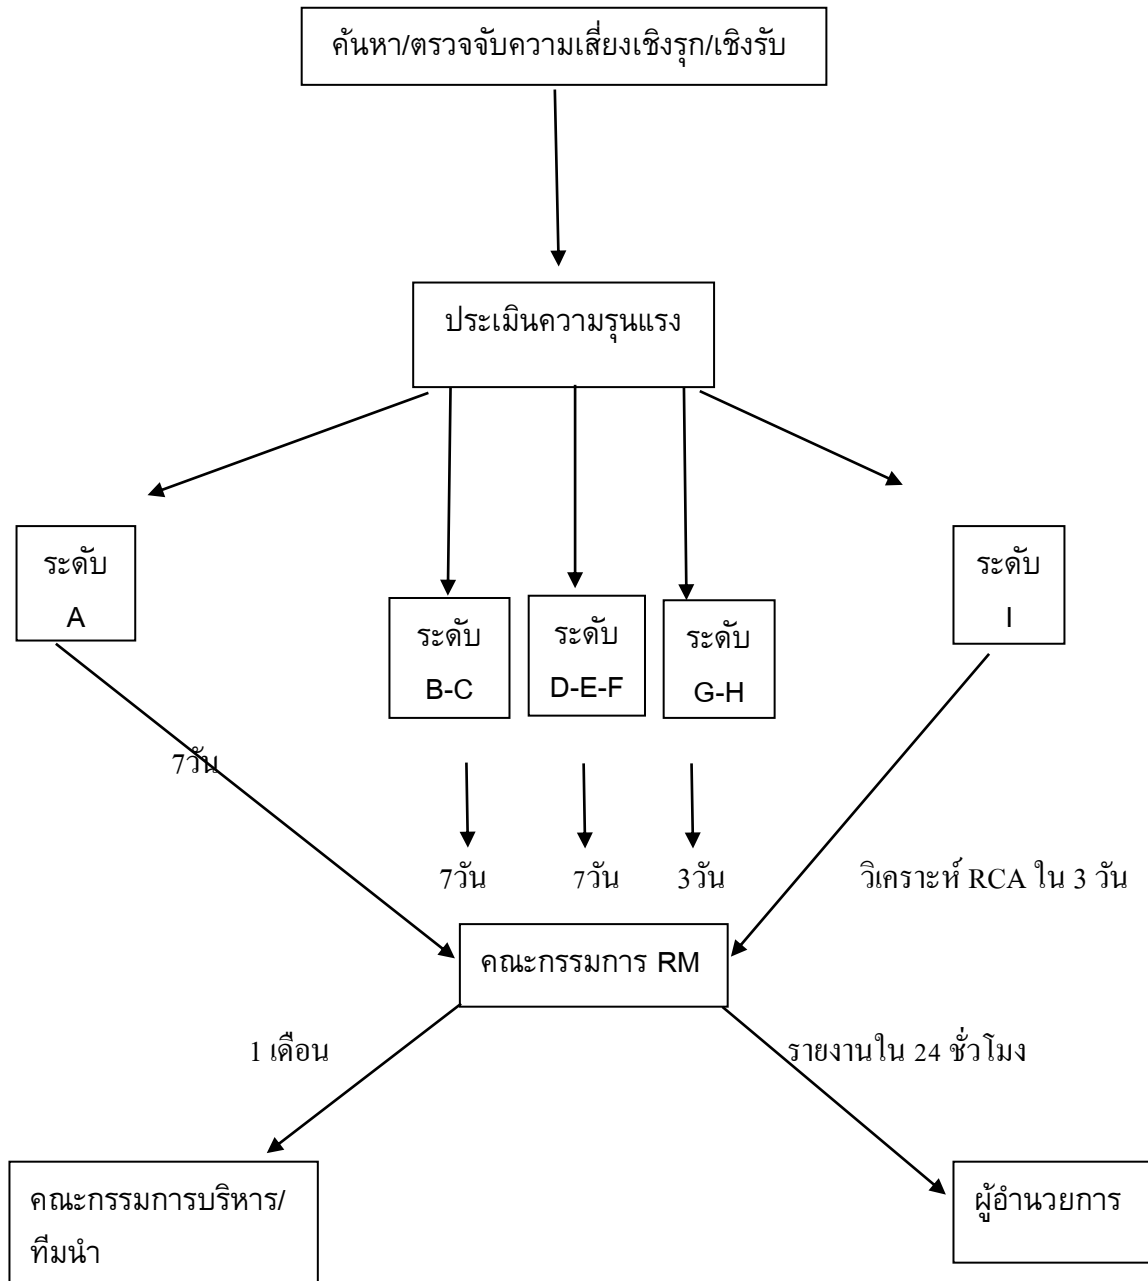 ค้นหา/ตรวจจับความเสี่ยงเชิงรุก/เชิงรับ
ประเมินความรุนแรง
ระดับ
A
ระดับ
B-C
ระดับ
D-E-F
ระดับ
G-H
ระดับ
I
7วัน
7วัน
7วัน
3วัน
วิเคราะห์ RCA ใน 3 วัน
คณะกรรมการ RM
1 เดือน
รายงานใน 24 ชั่วโมง
คณะกรรมการบริหาร/
ทีมนำ
ผู้อำนวยการ